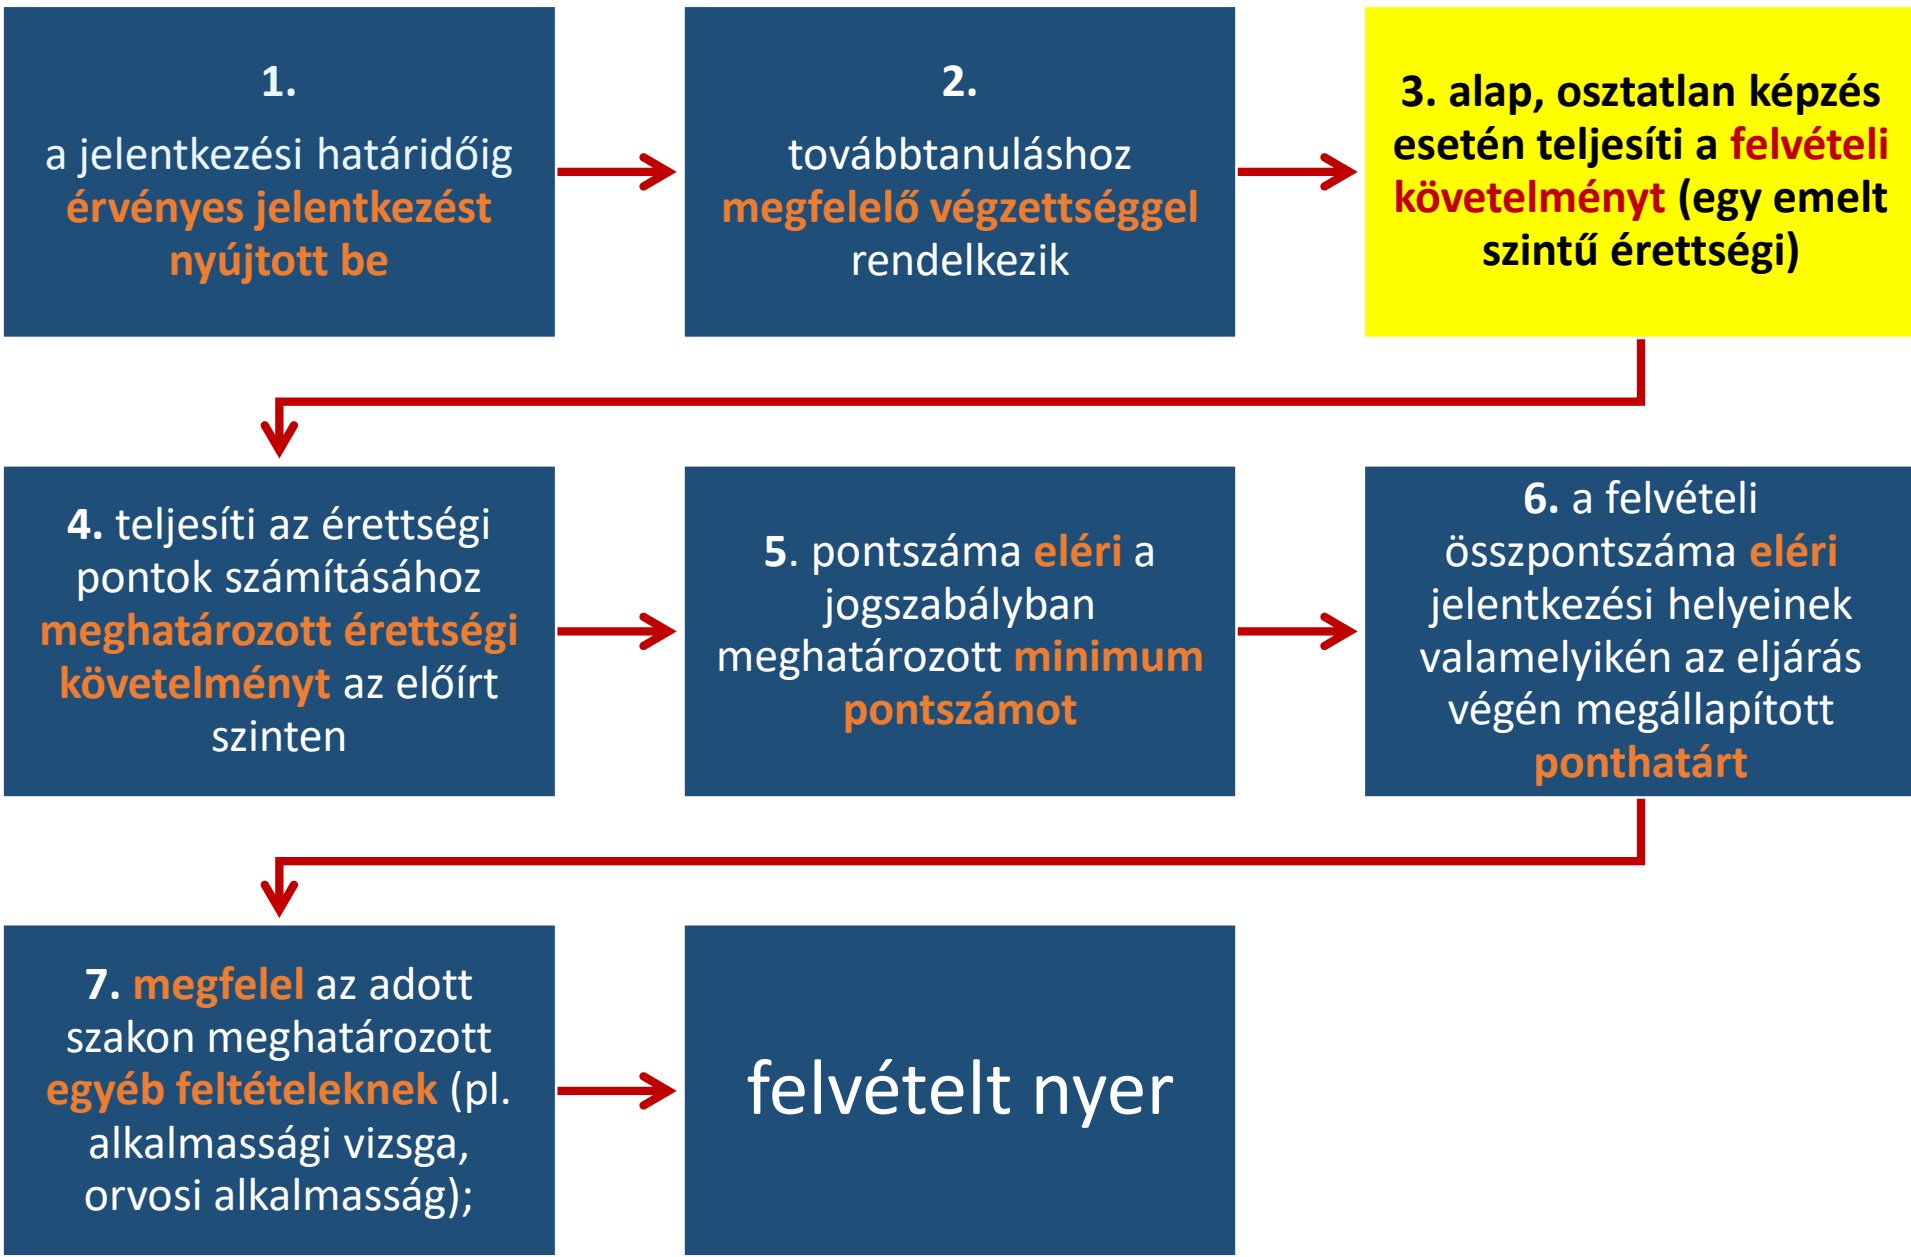 1.
a jelentkezési határidőig
érvényes jelentkezést
nyújtott be
2.
továbbtanuláshoz
megfelelő végzettséggel
rendelkezik
3. alap, osztatlan képzés
esetén teljesíti a felvételi
követelményt (egy emelt
szintű érettségi)
4. teljesíti az érettségi
pontok számításához
meghatározott érettségi
követelményt az előírt
szinten
5. pontszáma eléri a
jogszabályban
meghatározott minimum
pontszámot
6. a felvételi
összpontszáma eléri
jelentkezési helyeinek
valamelyikén az eljárás
végén megállapított
ponthatárt
7. megfelel az adott
szakon meghatározott
egyéb feltételeknek (pl.
alkalmassági vizsga,
orvosi alkalmasság);
felvételt nyer